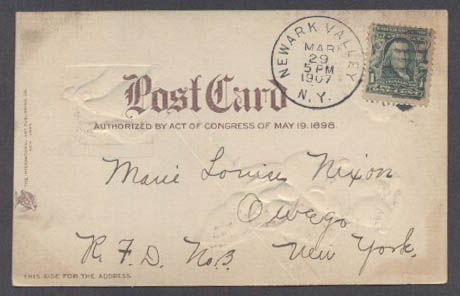 NEWARK VALLEY
MAR
29
5 PM
1907
N.Y.
Post Card
AUTHORIZED BY ACT OF CONGRESS OF MAY 19, 1898.
Marie Louise Nixon
Owego
R. F. D. No. 3 New York.
THIS SIDE FOR THE ADDRESS